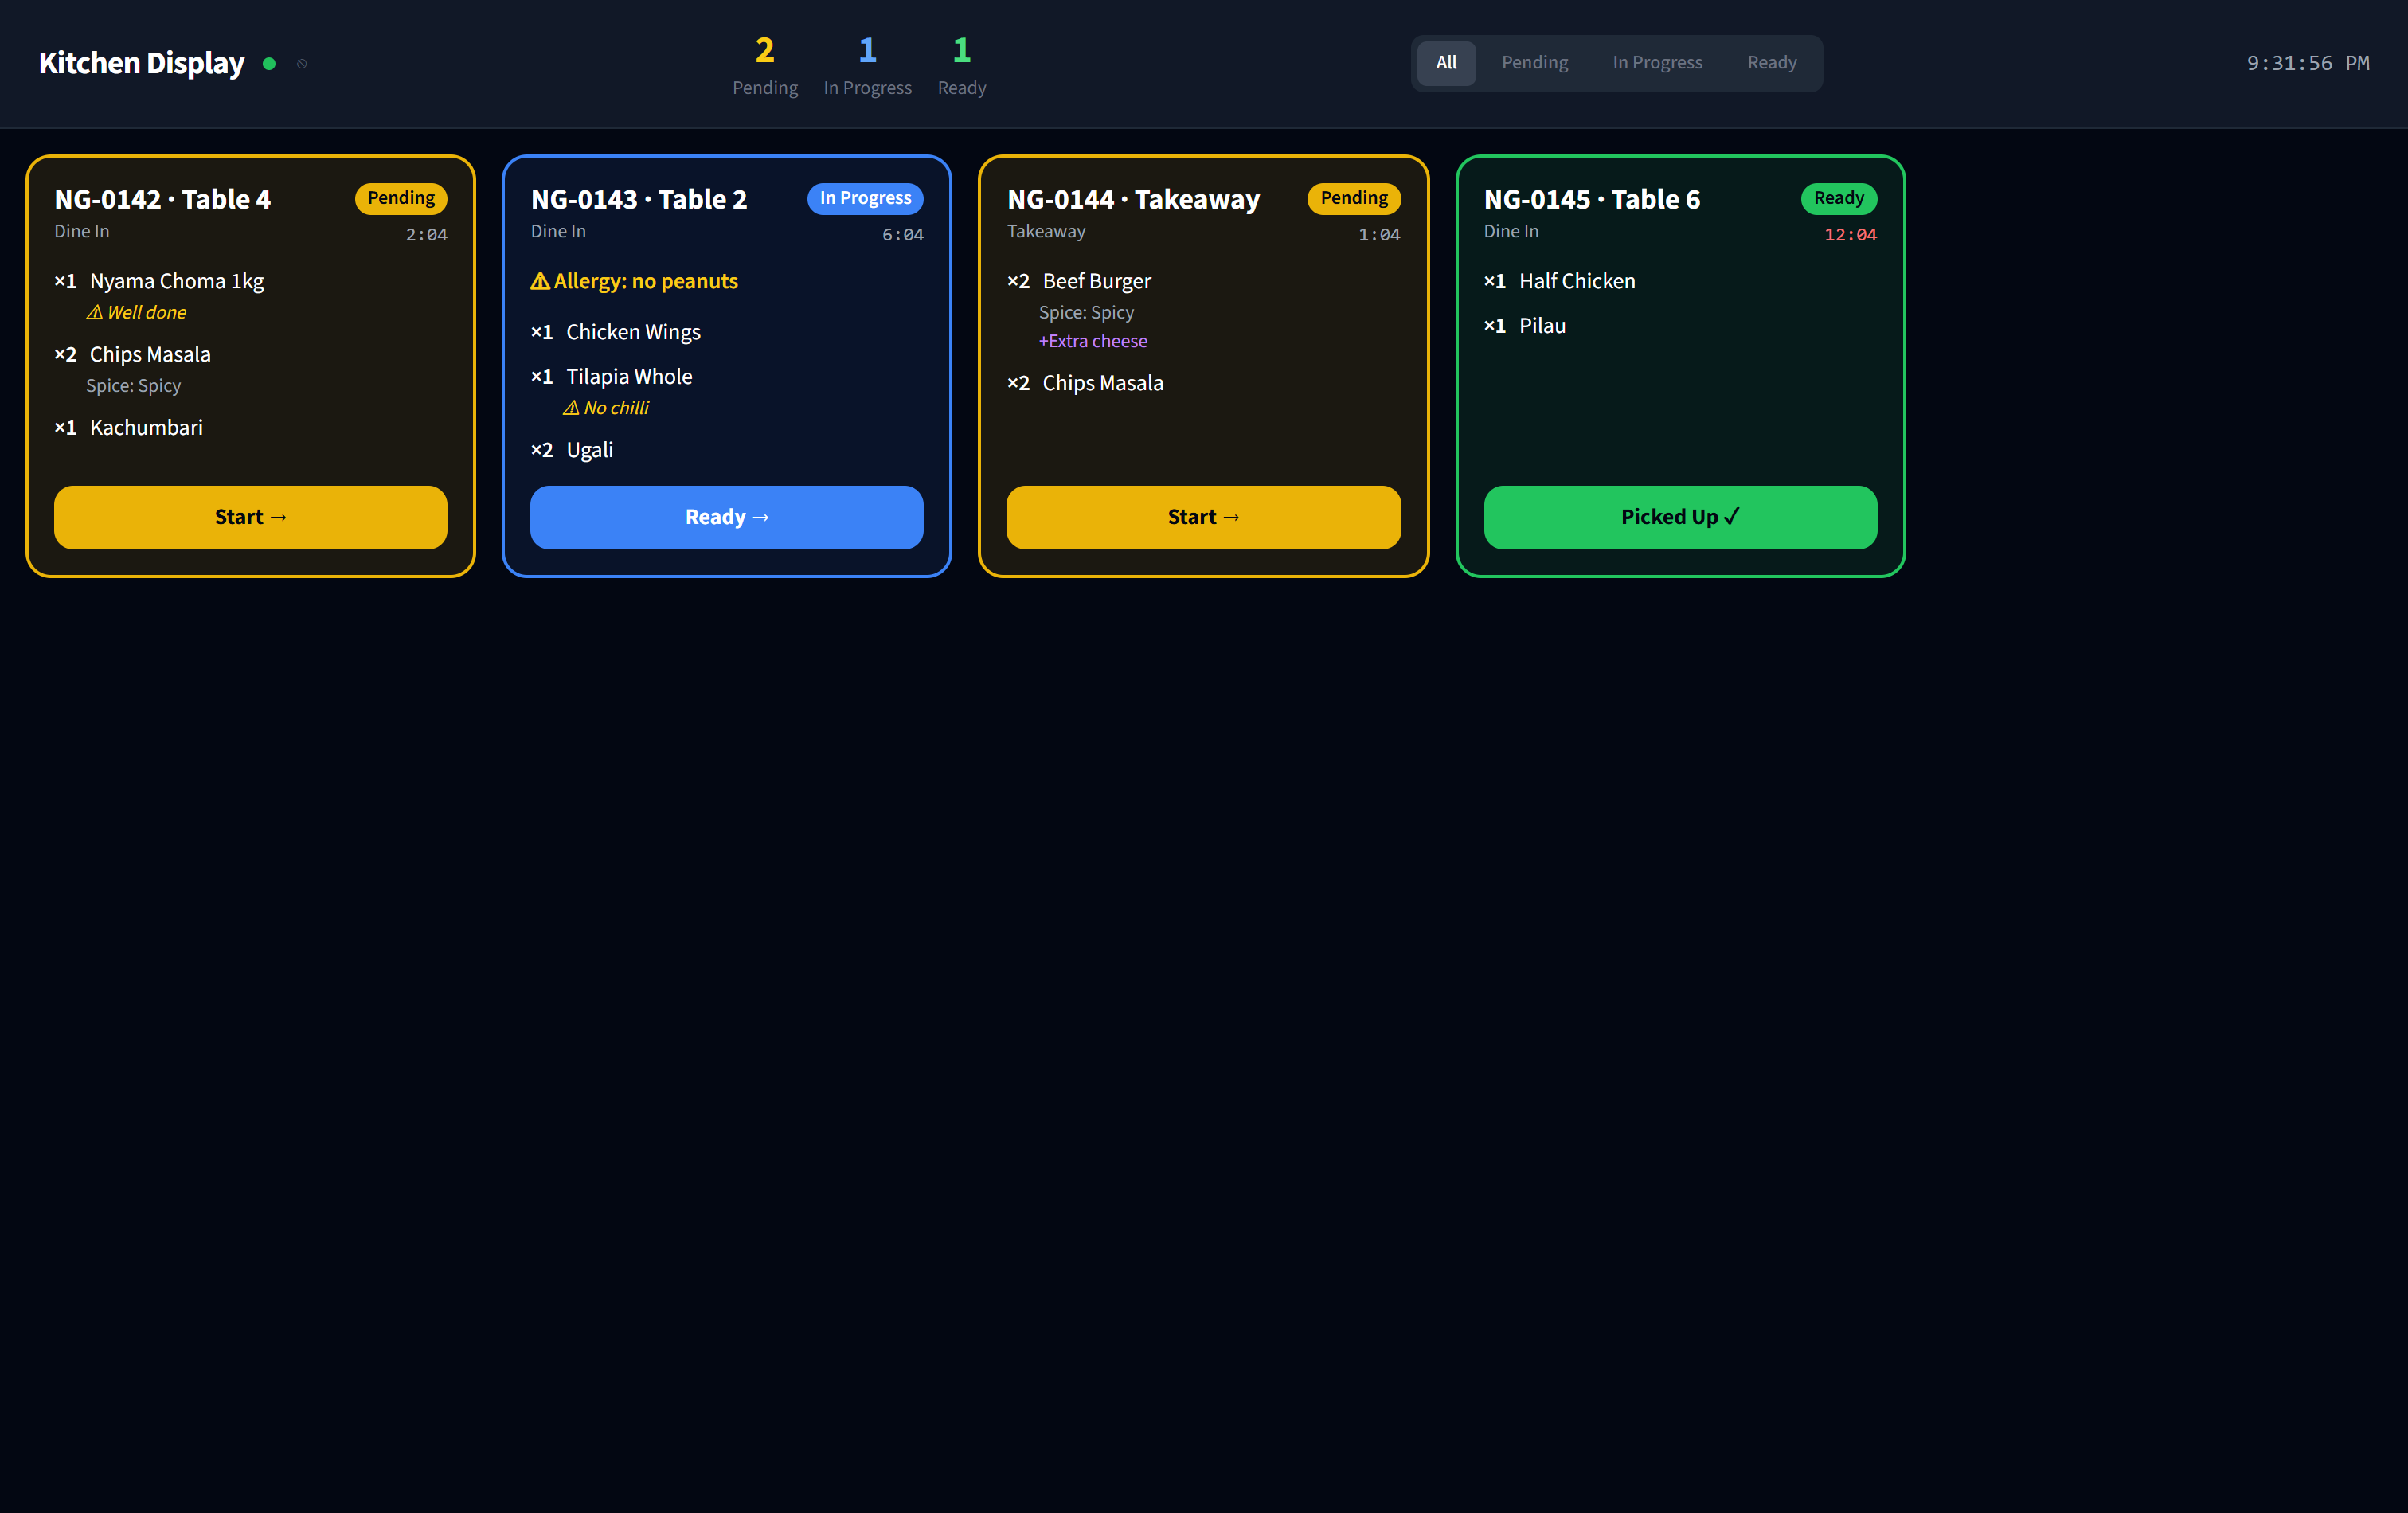 Kitchen Display
2
Pending
1
In Progress
1
Ready
All
Pending
In Progress
Ready
9:31:56 PM
NG-0142 · Table 4
Pending
Dine In
2:04
×1 Nyama Choma 1kg
⚠ Well done
×2 Chips Masala
Spice: Spicy
×1 Kachumbari
Start →
NG-0143 · Table 2
In Progress
Dine In
6:04
⚠ Allergy: no peanuts
×1 Chicken Wings
×1 Tilapia Whole
⚠ No chilli
×2 Ugali
Ready →
NG-0144 · Takeaway
Pending
Takeaway
1:04
×2 Beef Burger
Spice: Spicy
+Extra cheese
×2 Chips Masala
Start →
NG-0145 · Table 6
Ready
Dine In
12:04
×1 Half Chicken
×1 Pilau
Picked Up ✓